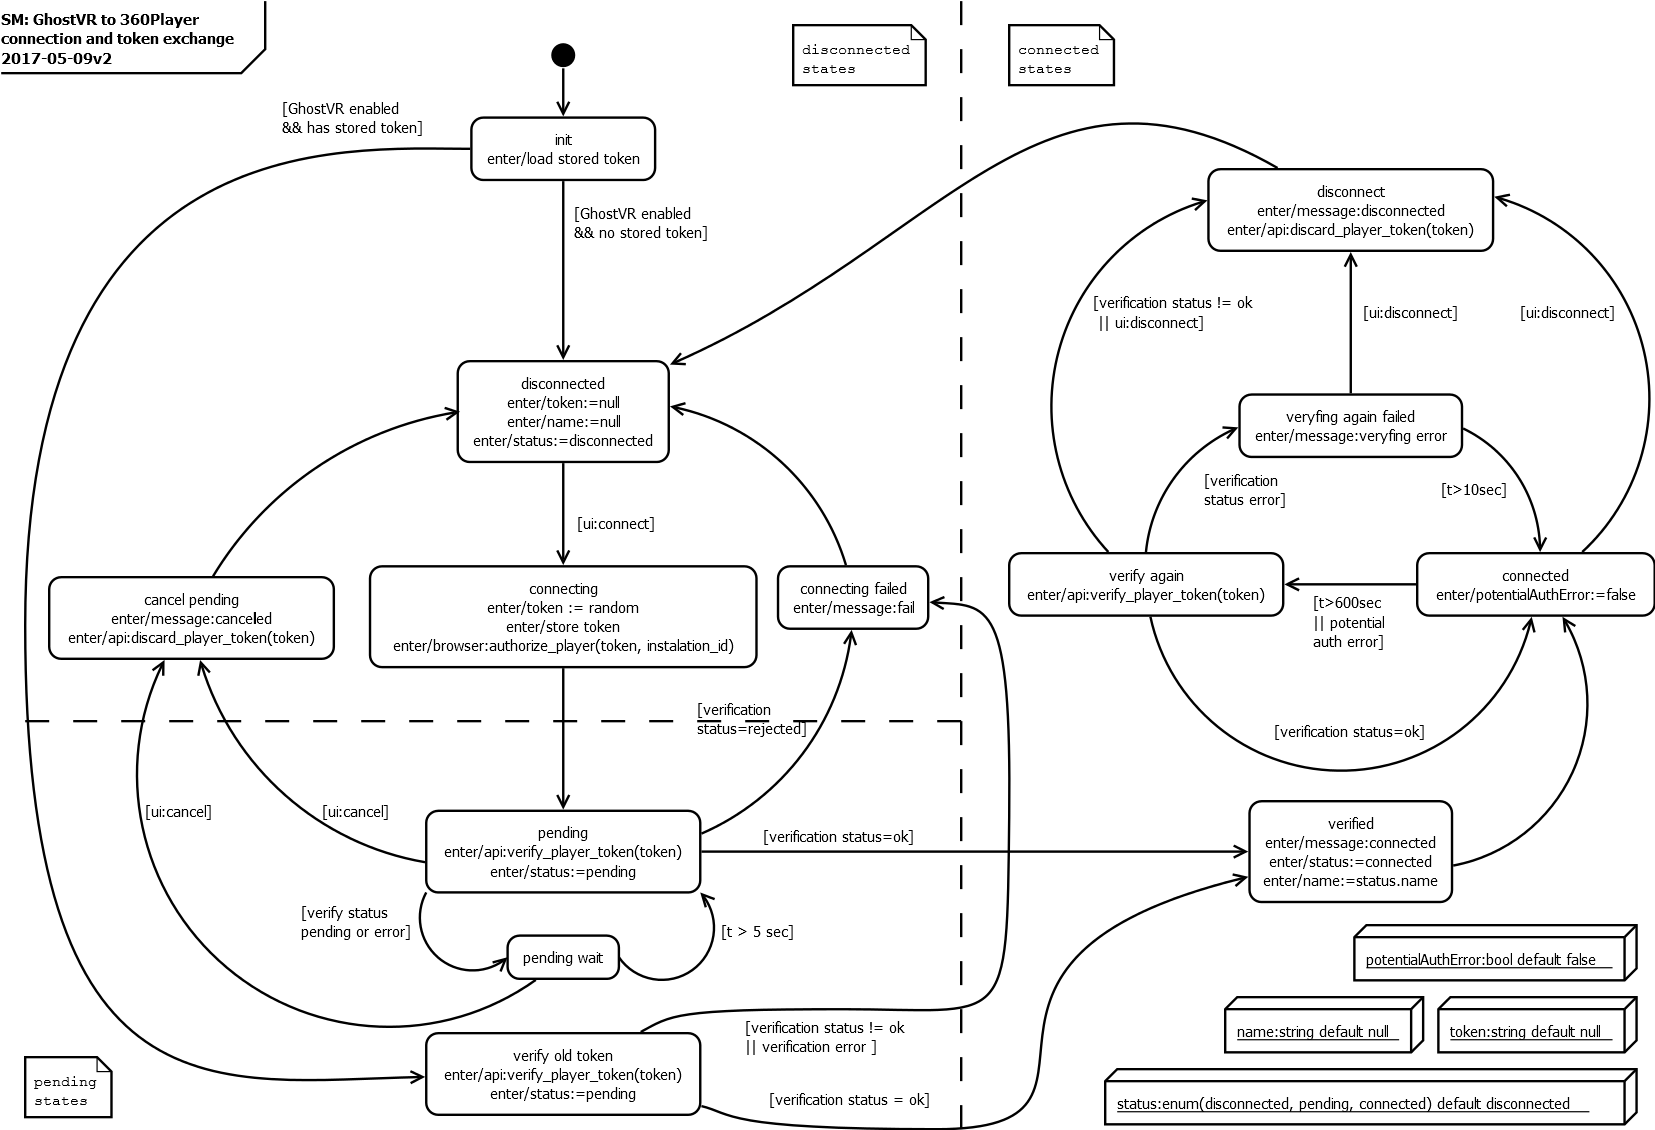 SM: GhostVR to 360Player
connection and token exchange
2017-05-09v2
disconnected
states
connected
states
[GhostVR enabled
&& has stored token]
init
enter/load stored token
[GhostVR enabled
&& no stored token]
disconnect
enter/message:disconnected
enter/api:discard_player_token(token)
[verification status != ok
|| ui:disconnect]
[ui:disconnect]
[ui:disconnect]
disconnected
enter/token:=null
enter/name:=null
enter/status:=disconnected
veryfing again failed
enter/message:veryfing error
[verification
status error]
[t>10sec]
[ui:connect]
cancel pending
enter/message:canceled
enter/api:discard_player_token(token)
connecting
enter/token := random
enter/store token
enter/browser:authorize_player(token, instalation_id)
connecting failed
enter/message:fail
verify again
enter/api:verify_player_token(token)
connected
enter/potentialAuthError:=false
[t>600sec
|| potential
auth error]
[verification
status=rejected]
[verification status=ok]
[ui:cancel]
[ui:cancel]
pending
enter/api:verify_player_token(token)
enter/status:=pending
[verification status=ok]
verified
enter/message:connected
enter/status:=connected
enter/name:=status.name
[verify status
pending or error]
pending wait
[t > 5 sec]
potentialAuthError:bool default false
[verification status != ok
|| verification error ]
name:string default null
token:string default null
verify old token
enter/api:verify_player_token(token)
enter/status:=pending
[verification status = ok]
pending
states
status:enum(disconnected, pending, connected) default disconnected